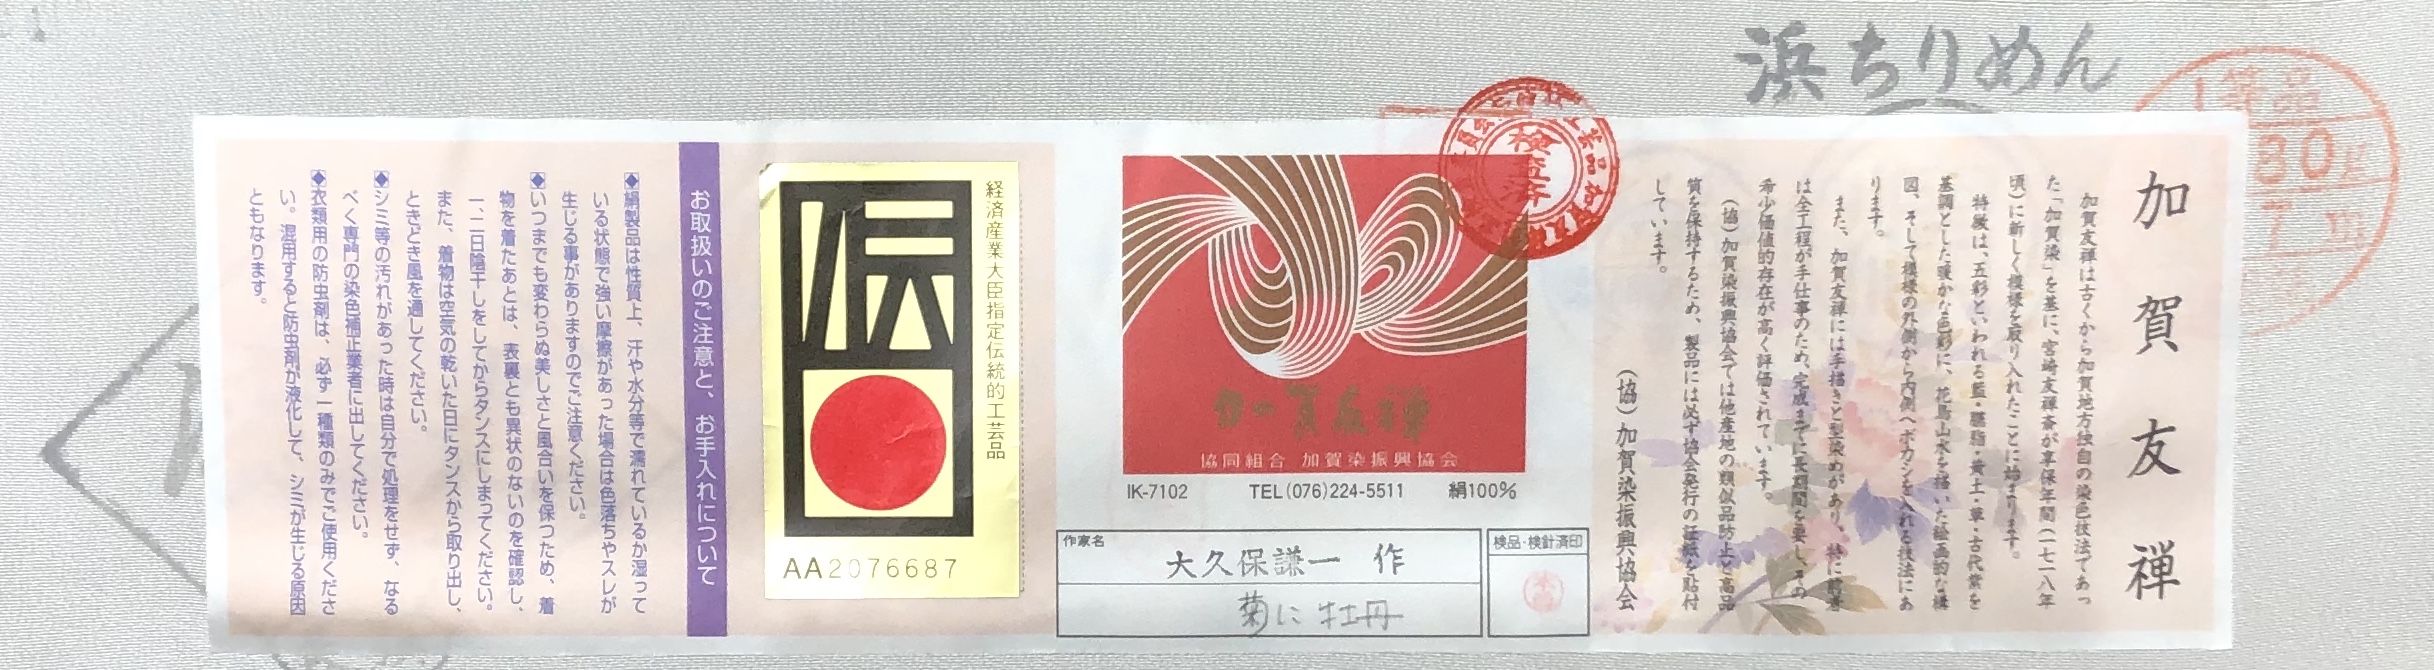 浜ちりめん
1等品
加賀友禅
加賀友禅は古くから加賀地方独自の染色技法であっ
た「加賀染」を基に、宮崎友禅斎が享保年間(一七一八年
頃)に新しく模様を取り入れたことに始まります。
特徴は、五彩といわれる藍・臙脂・黄土・草・古代紫を
基調とした暖かな色彩に、花鳥山水を描いた絵画的な構
図、そして模様の外側から内側へボカシを入れる技法にあ
ります。
また、加賀友禅には手描きと型染めがあり、特に前者
は全工程が手仕事のため、完成までに長期間を要し、その
希少価値的存在が高く評価されています。
(協)加賀染振興協会では他産地の類似品防止と高品
質を保持するため、製品には必ず協会発行の証紙を貼付
しています。
(協)加賀染振興協会
検査済
加賀友禅
協同組合 加賀染振興協会
IK-7102 TEL(076)224-5511 絹100%
作家名
大久保謙一 作
菊に牡丹
検品・検針済印
経済産業大臣指定伝統的工芸品
伝
AA2076687
お取扱いのご注意と、お手入れについて
◆絹製品は性質上、汗や水分等で濡れているか湿って
いる状態で強い摩擦があった場合は色落ちやスレが
生じる事がありますのでご注意ください。
◆いつまでも変わらぬ美しさと風合いを保つため、着
物を着たあとは、表裏とも異状のないのを確認し、
一、二日陰干しをしてからタンスにしまってください。
また、着物は空気の乾いた日にタンスから取り出し、
ときどき風を通してください。
◆シミ等の汚れがあった時は自分で処理をせず、なる
べく専門の染色補正業者に出してください。
◆衣類用の防虫剤は、必ず一種類のみでご使用くださ
い。混用すると防虫剤が液化して、シミが生じる原因
ともなります。